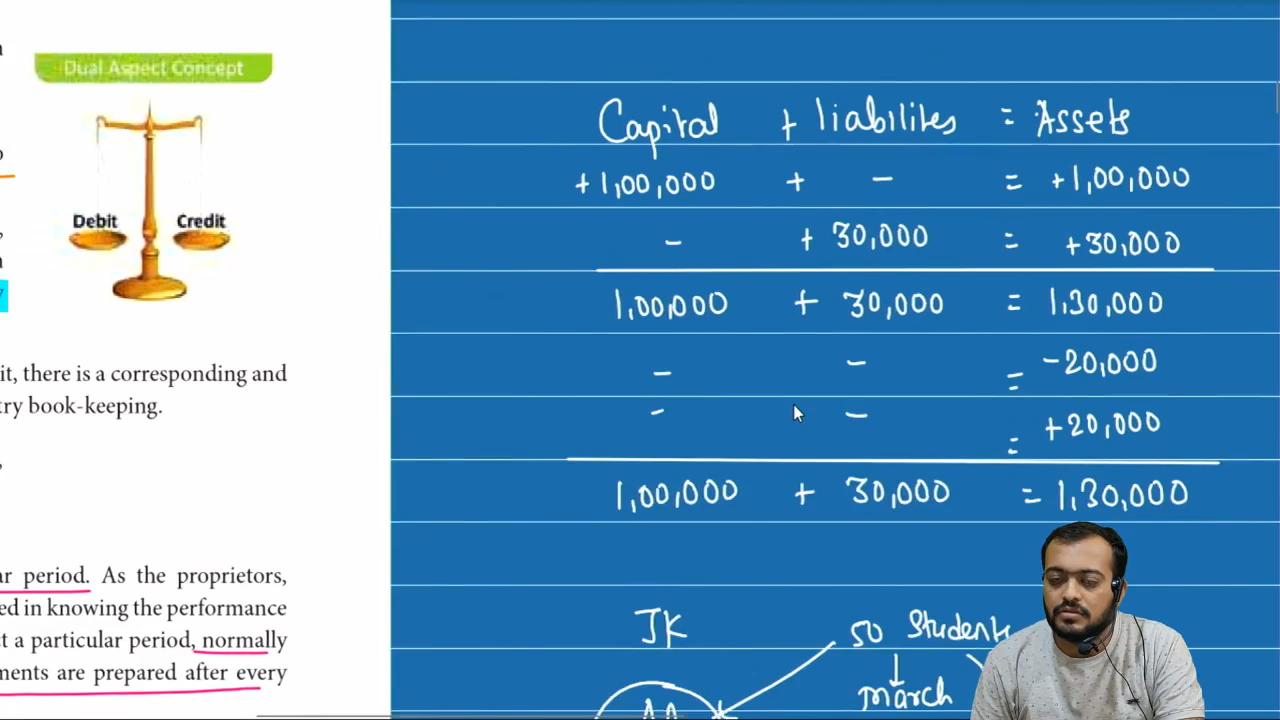 Dual Aspect Concept
Debit Credit
it, there is a corresponding and
try book-keeping.
ar period. As the proprietors,
ed in knowing the performance
ct a particular period, normally
ments are prepared after every
Capital + liabilites = Assets
+1,00,000 + - = +1,00,000
- + 30,000 = +30,000
1,00,000 + 30,000 = 1,30,000
- - = -20,000
- - = +20,000
1,00,000 + 30,000 = 1,30,000
JK 50 Students
March